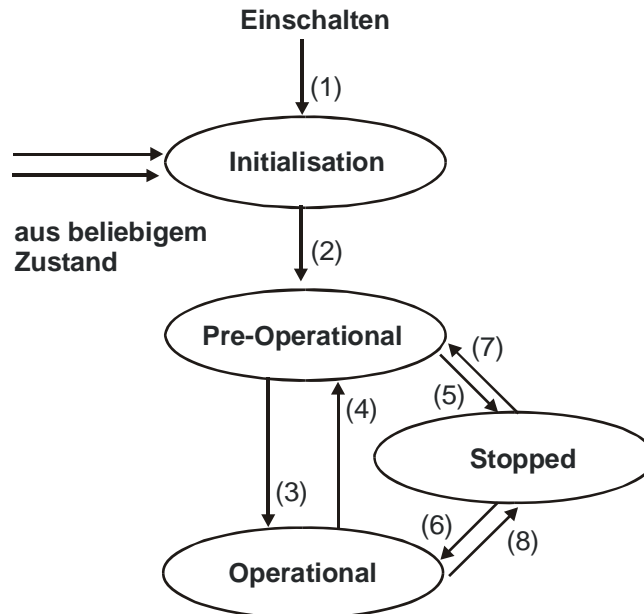 Einschalten
(1)
Initialisation
aus beliebigem
Zustand
(2)
Pre-Operational
(7)
(5)
(4)
Stopped
(3)
(6)
(8)
Operational